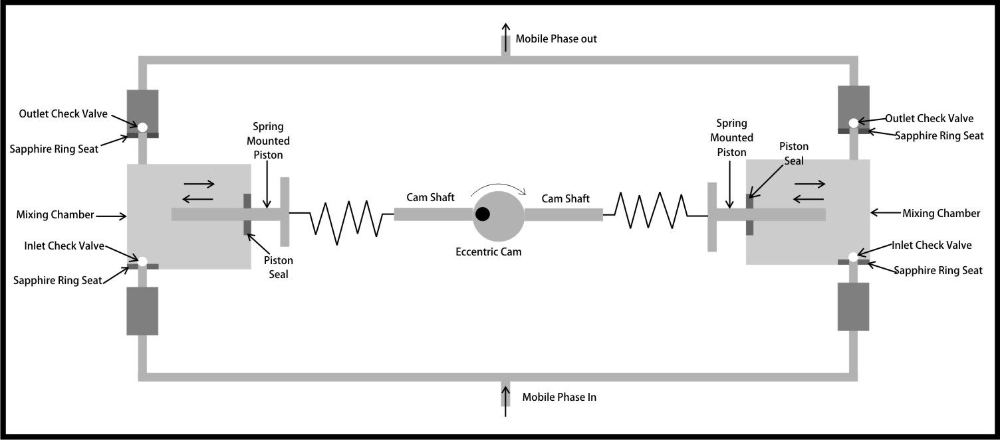 Mobile Phase out
Outlet Check Valve
Sapphire Ring Seat
Spring
Mounted
Piston
Mixing Chamber
Inlet Check Valve
Sapphire Ring Seat
Piston
Seal
Cam Shaft
Eccentric Cam
Cam Shaft
Spring
Mounted
Piston
Piston
Seal
Outlet Check Valve
Sapphire Ring Seat
Mixing Chamber
Inlet Check Valve
Sapphire Ring Seat
Mobile Phase In